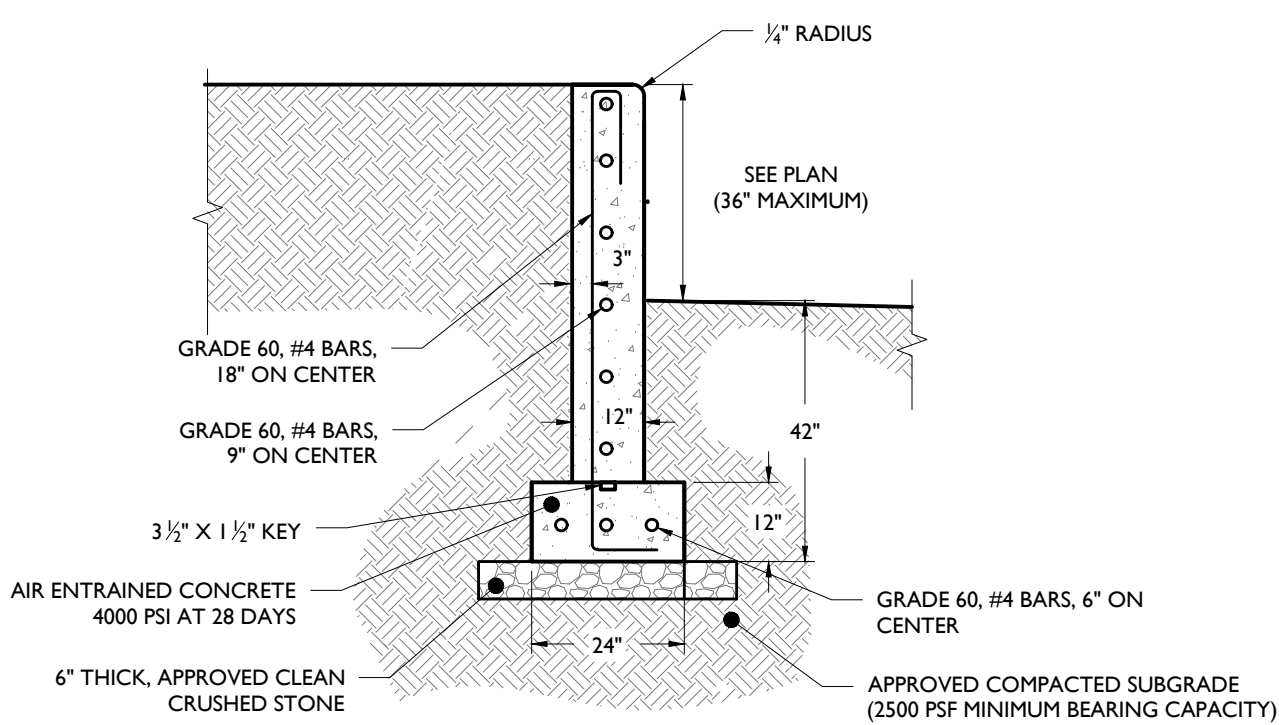 ¼" RADIUS
SEE PLAN
(36" MAXIMUM)
3"
GRADE 60, #4 BARS,
18" ON CENTER
GRADE 60, #4 BARS,
9" ON CENTER
12"
42"
3½" X 1½" KEY
12"
AIR ENTRAINED CONCRETE
4000 PSI AT 28 DAYS
GRADE 60, #4 BARS, 6" ON
CENTER
24"
6" THICK, APPROVED CLEAN
CRUSHED STONE
APPROVED COMPACTED SUBGRADE
(2500 PSF MINIMUM BEARING CAPACITY)